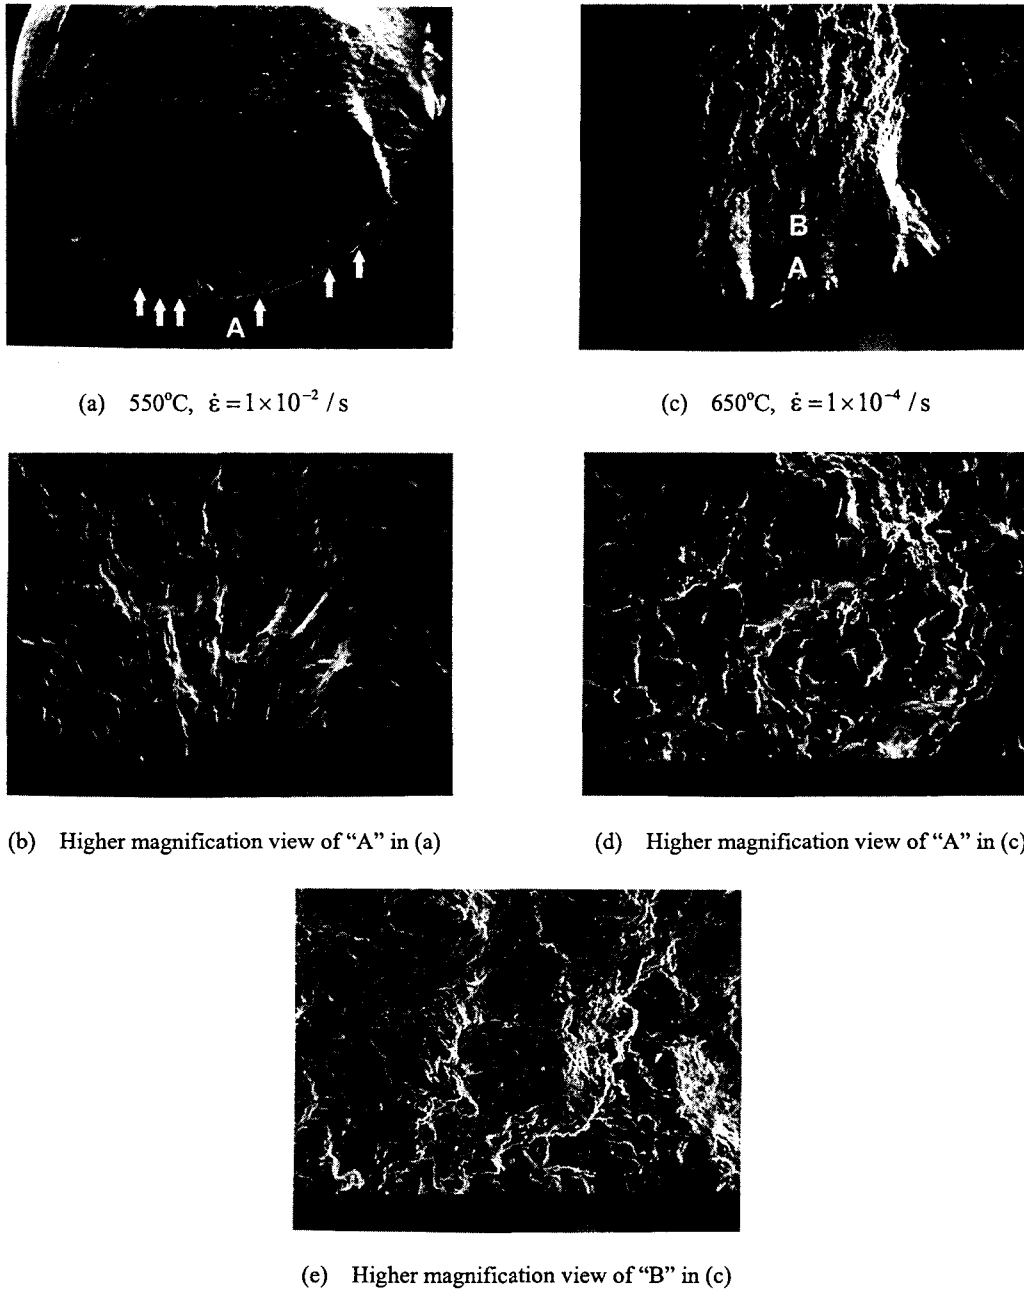 A
B
A
(a) 550°C, ε̇ = 1 × 10⁻² / s
(c) 650°C, ε̇ = 1 × 10⁻⁴ / s
(b) Higher magnification view of “A” in (a)
(d) Higher magnification view of “A” in (c)
(e) Higher magnification view of “B” in (c)